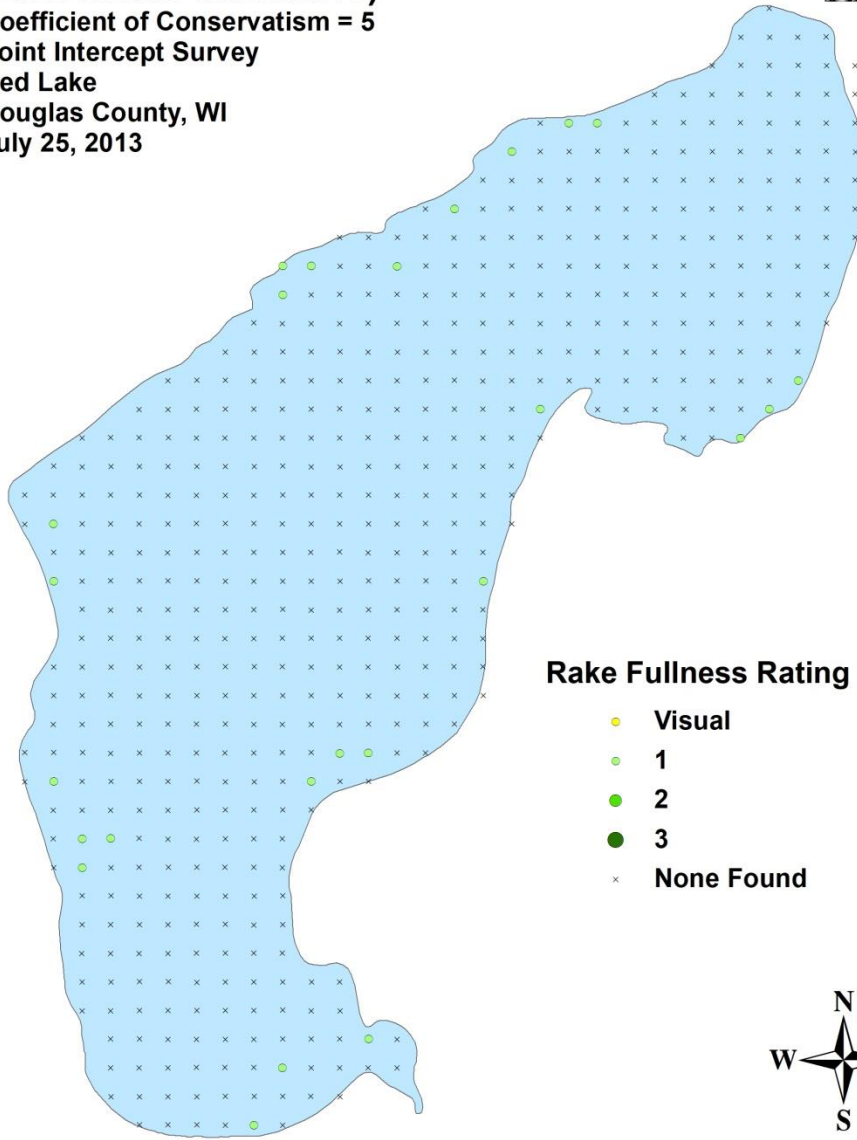 oefficient of Conservatism = 5
oint Intercept Survey
ed Lake
ouglas County, WI
uly 25, 2013
Rake Fullness Rating
Visual
1
2
3
None Found
N
W
S